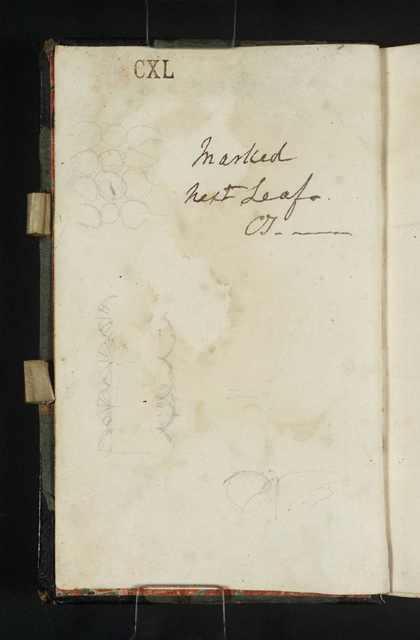 CXL
Marked
next Leaf.